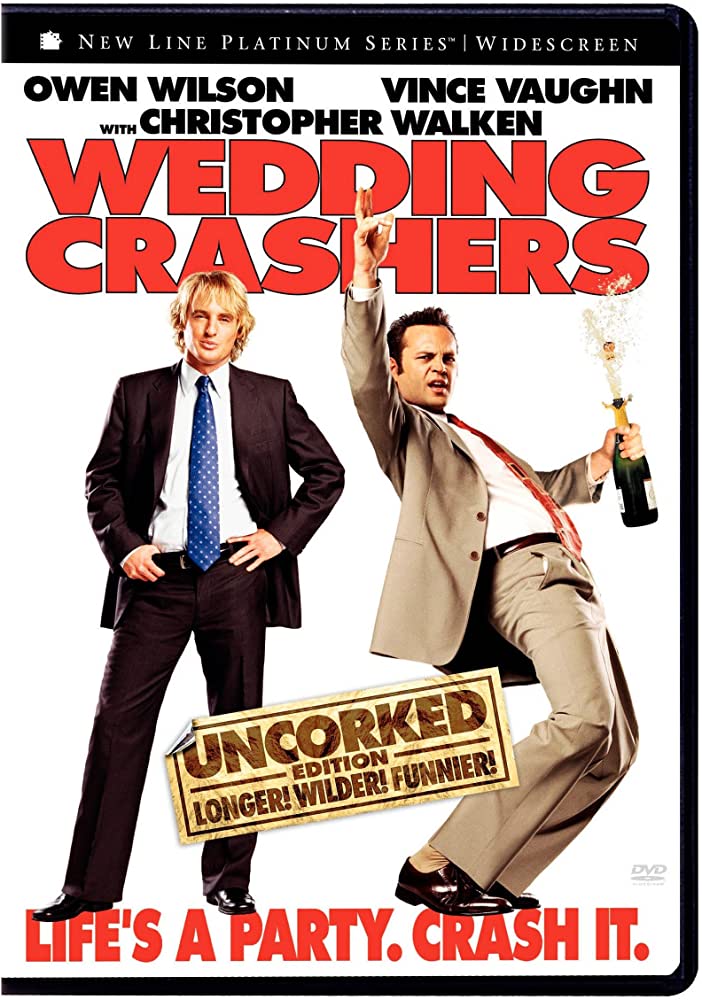 NEW LINE PLATINUM SERIES™ | WIDESCREEN
OWEN WILSON VINCE VAUGHN
WITH CHRISTOPHER WALKEN
WEDDING
CRASHERS
UNCORKED
EDITION
LONGER! WILDER! FUNNIER!
DVD
LIFE'S A PARTY. CRASH IT.